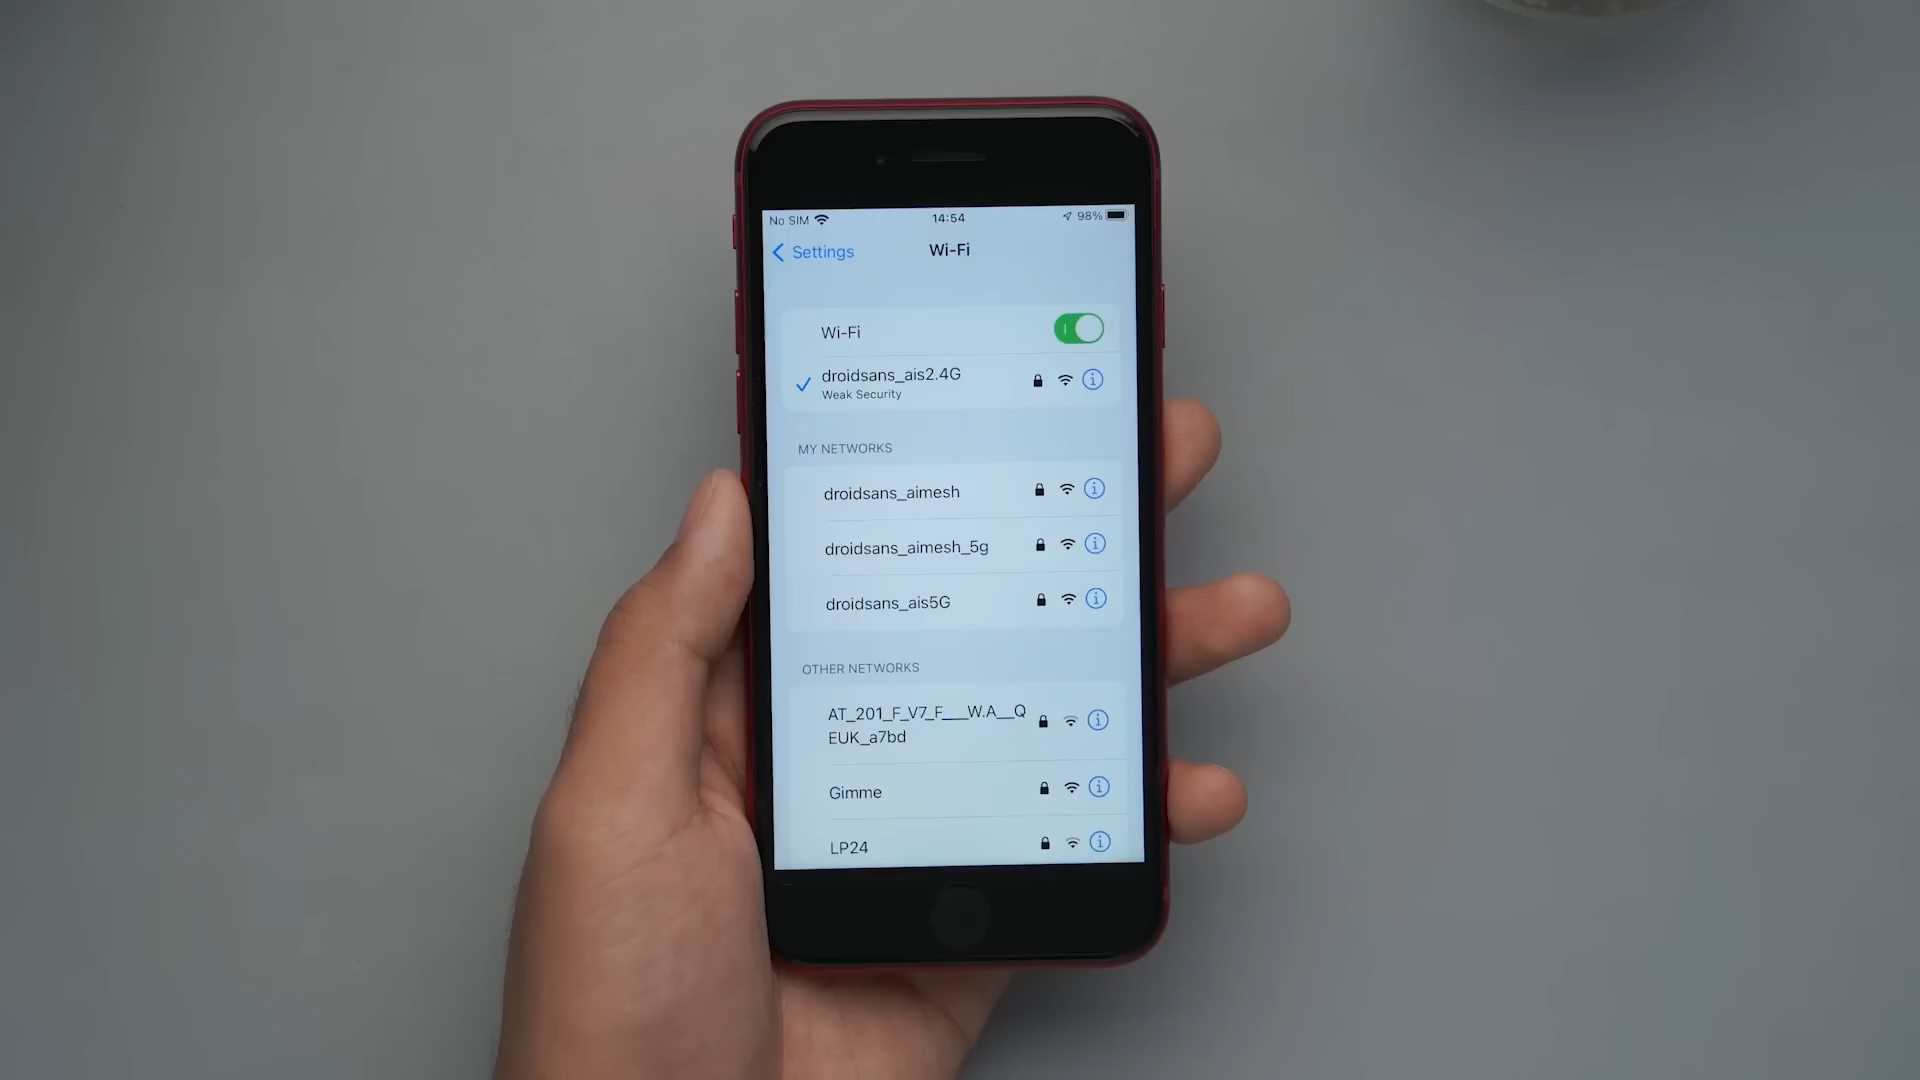 No SIM 14:54 98%
Settings Wi-Fi
Wi-Fi
droidsans_ais2.4G
Weak Security
MY NETWORKS
droidsans_aimesh
droidsans_aimesh_5g
droidsans_ais5G
OTHER NETWORKS
AT_201_F_V7_F___W.A__Q
EUK_a7bd
Gimme
LP24